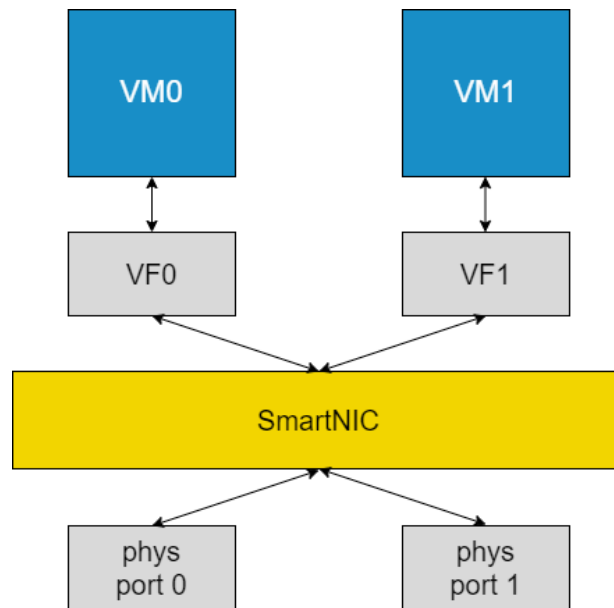 VM0
VM1
VF0
VF1
SmartNIC
phys
port 0
phys
port 1